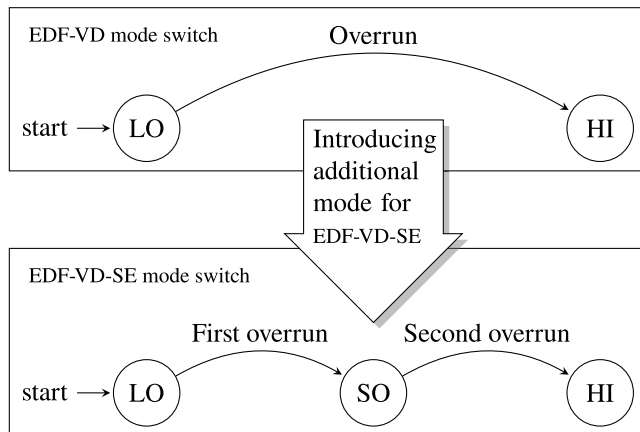 EDF-VD mode switch
Overrun
start
LO
HI
Introducing
additional
mode for
EDF-VD-SE
EDF-VD-SE mode switch
First overrun
Second overrun
start
LO
SO
HI